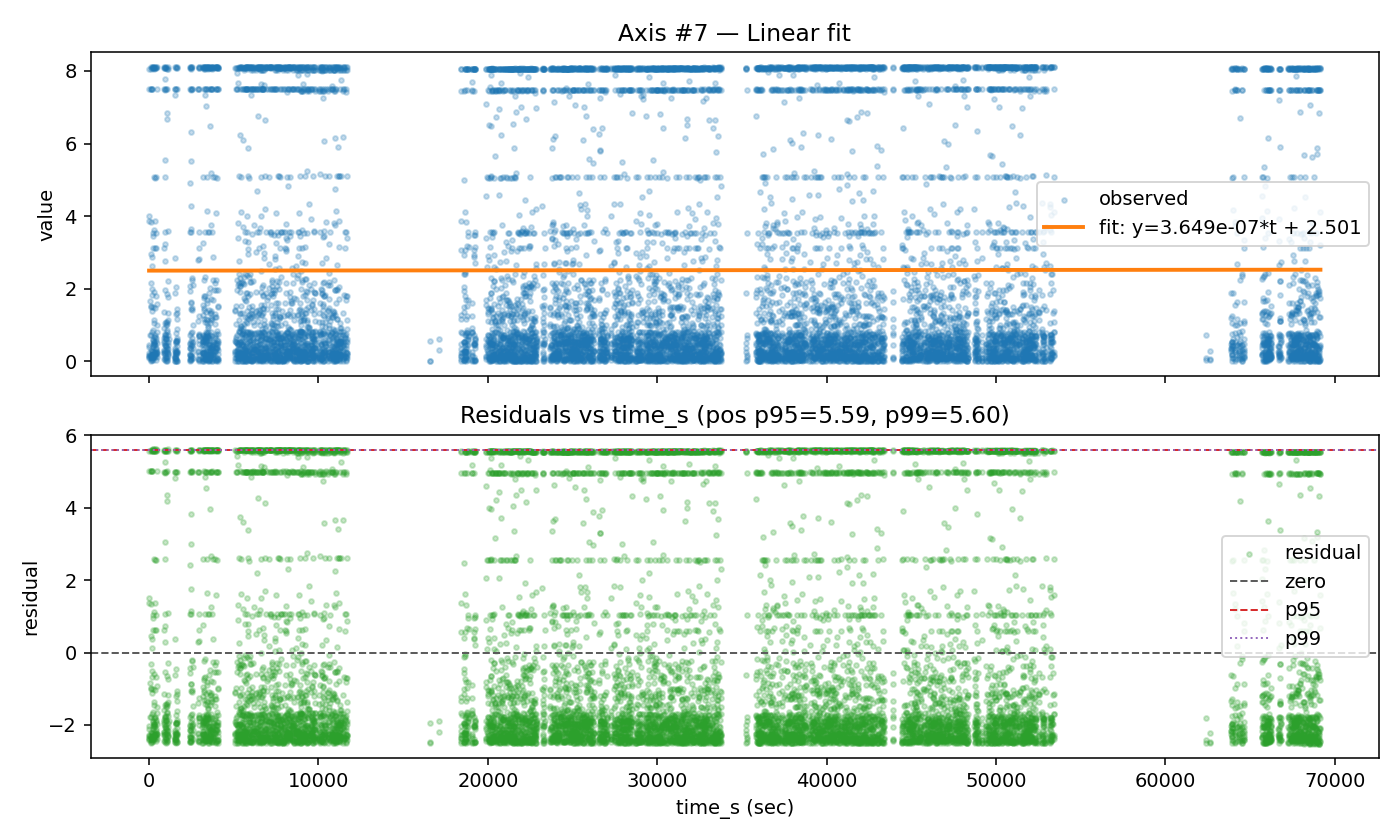 Axis #7 — Linear fit
8
6
4
2
0
value
observed
fit: y=3.649e-07*t + 2.501
Residuals vs time_s (pos p95=5.59, p99=5.60)
6
4
2
0
−2
residual
residual
zero
p95
p99
0 10000 20000 30000 40000 50000 60000 70000
time_s (sec)